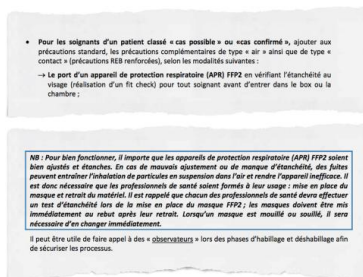 • Pour les soignants d'un patient classé « cas possible » ou «cas confirmé », ajouter aux
précautions standard, les précautions complémentaires de type « air » ainsi que de type
« contact » (précautions REB renforcées), selon les modalités suivantes :
→ Le port d'un appareil de protection respiratoire (APR) FFP2 en vérifiant l'étanchéité au
visage (réalisation d'un fit check) pour tout soignant avant d'entrer dans le box ou la
chambre ;
NB : Pour bien fonctionner, il importe que les appareils de protection respiratoire (APR) FFP2 soient
bien ajustés et étanches. En cas de mauvais ajustement ou de manque d'étanchéité, des fuites
peuvent entraîner l'inhalation de particules en suspension dans l'air et rendre l'appareil inefficace. Il
est donc nécessaire que les professionnels de santé soient formés à leur usage : mise en place du
masque et retrait du matériel. Il est rappelé que chacun des professionnels de santé devra effectuer
un test d'étanchéité lors de la mise en place du masque FFP2 ; les masques doivent être mis
immédiatement au rebut après leur retrait. Lorsqu'un masque est mouillé ou souillé, il sera
nécessaire d'en changer immédiatement.
Il peut être utile de faire appel à des « observateurs » lors des phases d'habillage et déshabillage afin
de sécuriser les processus.